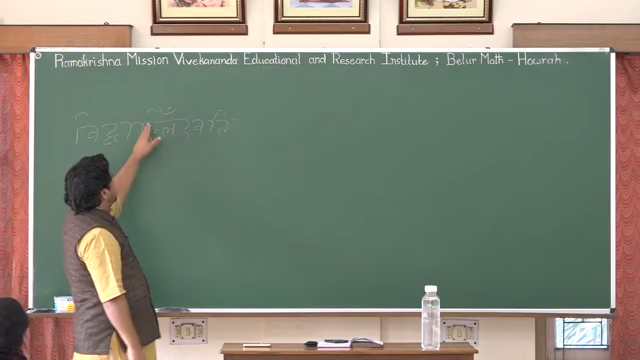 Ramakrishna Mission Vivekananda Educational and Research Institute ; Belur Math - Howrah .